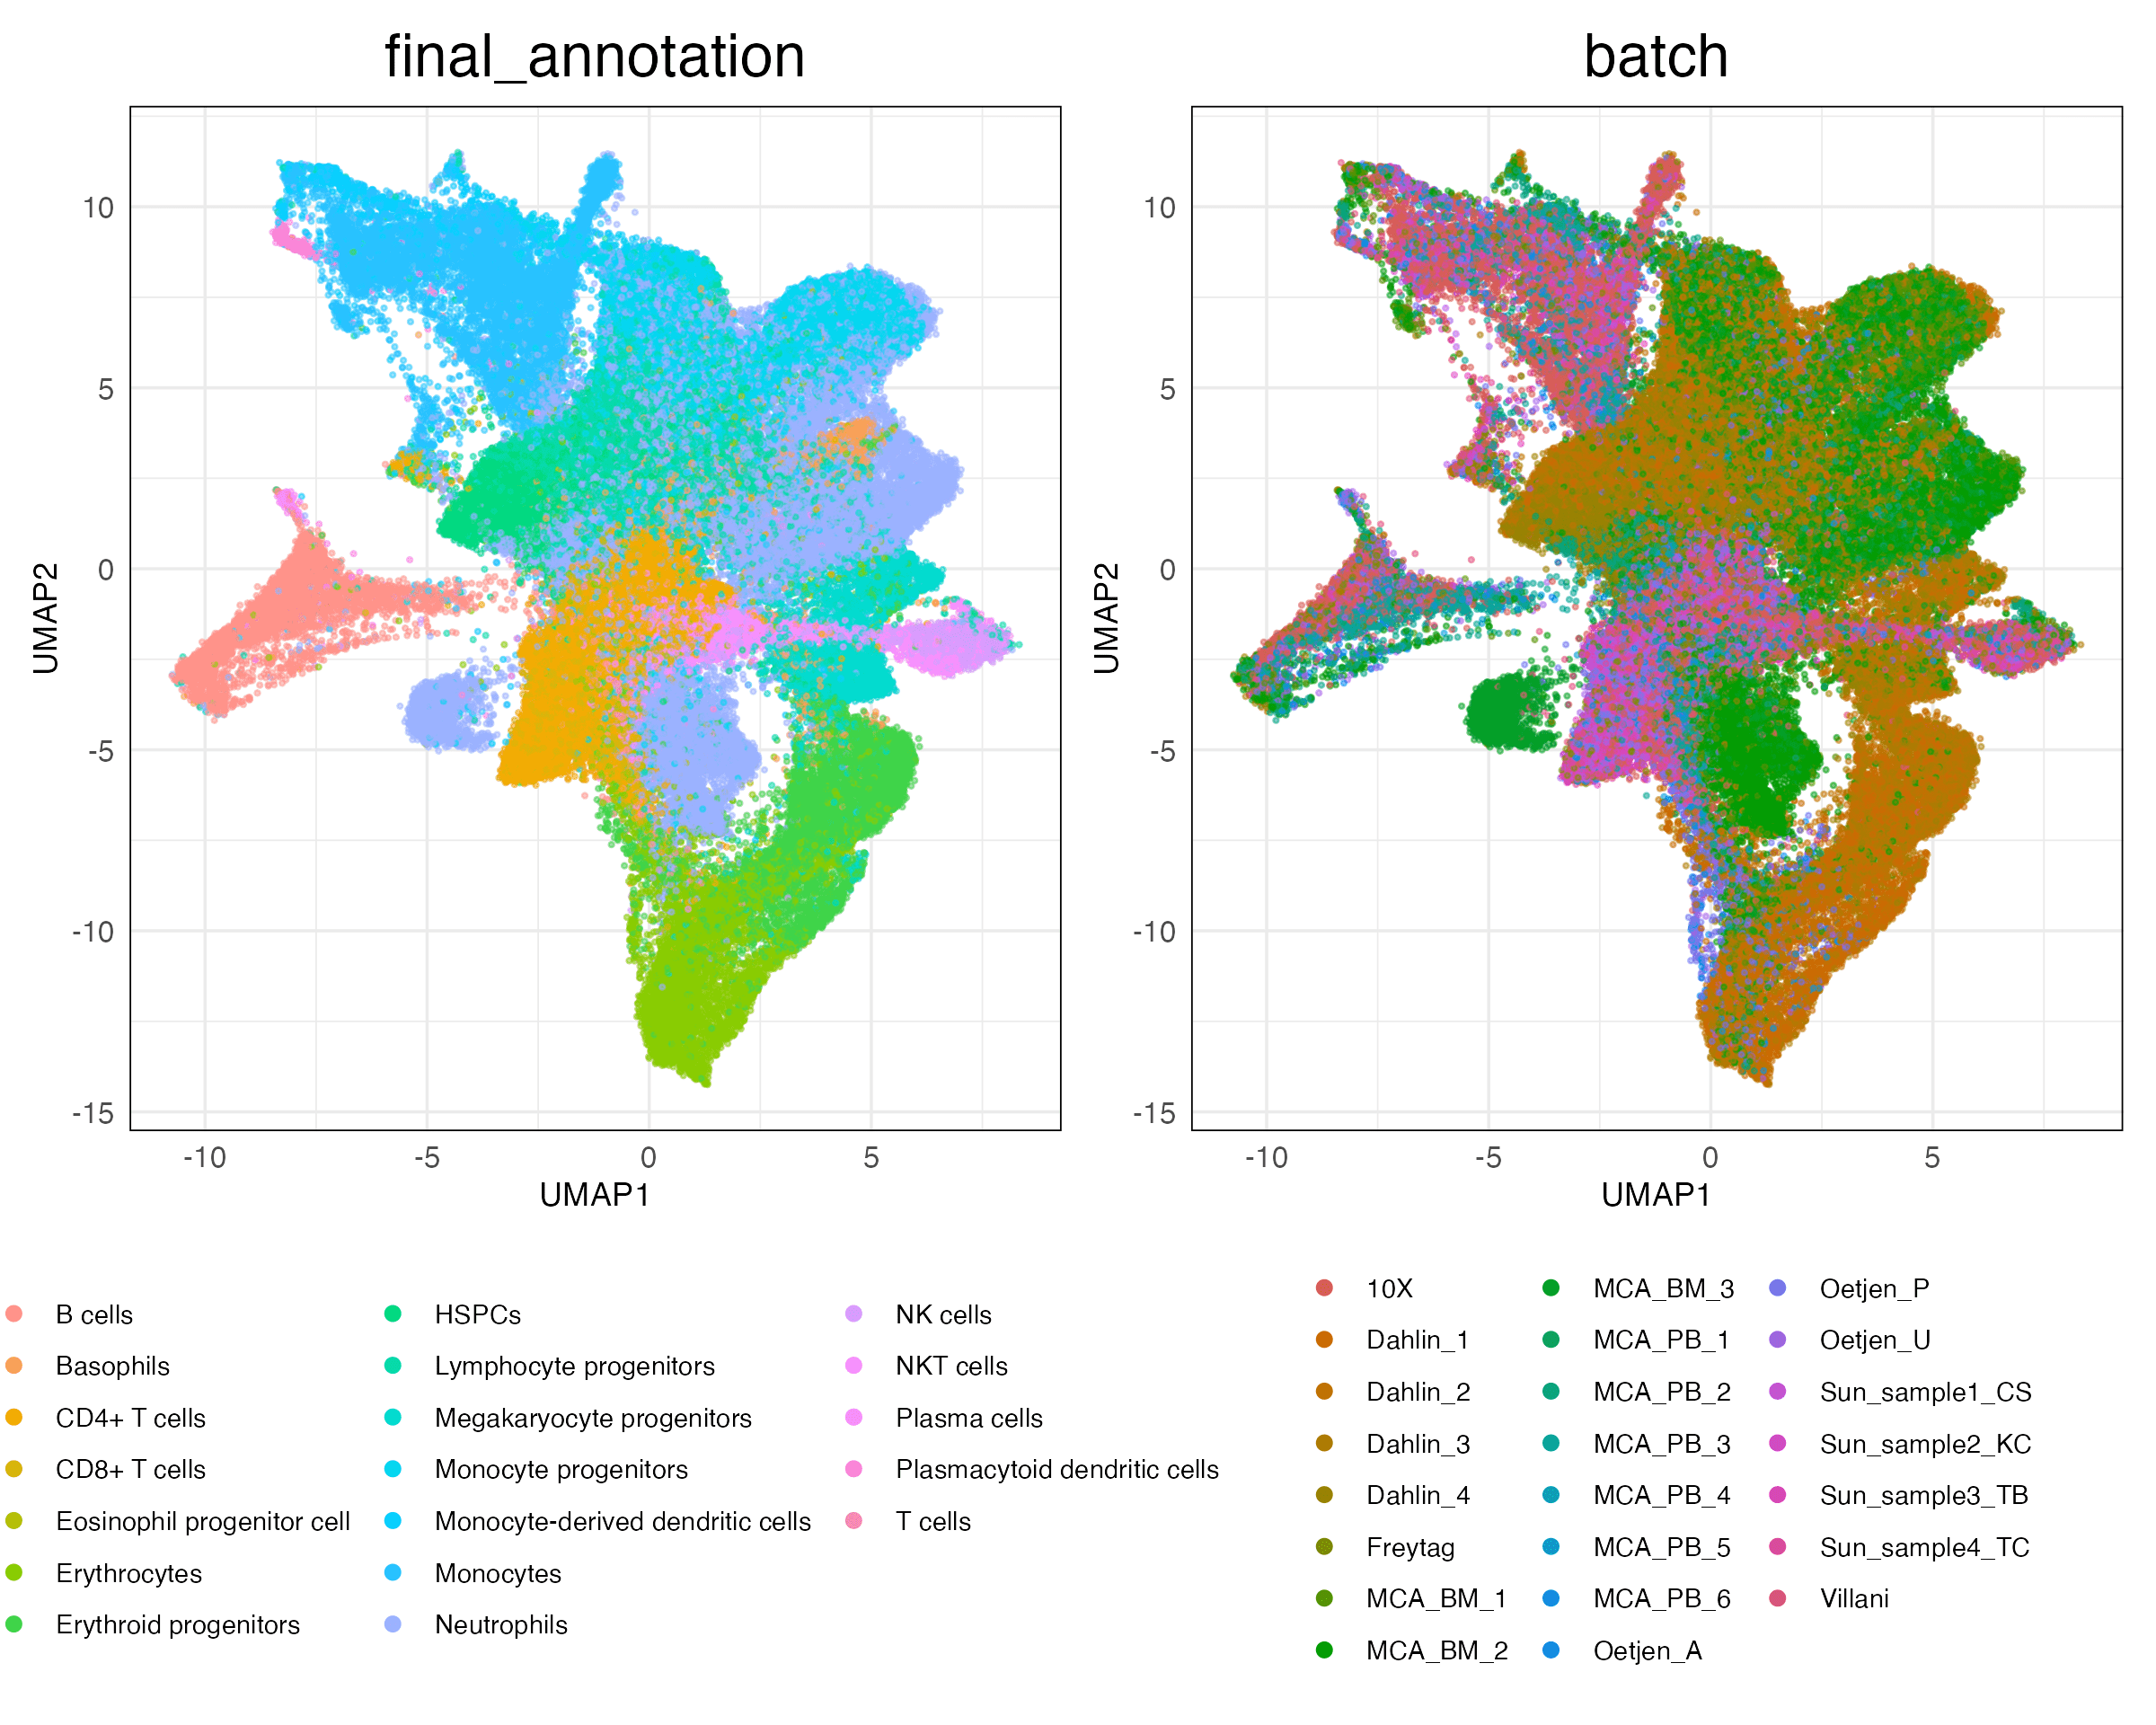 final_annotation
10
5
0
-5
-10
-15
-10
-5
0
5
UMAP1
UMAP2
B cells
Basophils
CD4+ T cells
CD8+ T cells
Eosinophil progenitor cell
Erythrocytes
Erythroid progenitors
HSPCs
Lymphocyte progenitors
Megakaryocyte progenitors
Monocyte progenitors
Monocyte-derived dendritic cells
Monocytes
Neutrophils
NK cells
NKT cells
Plasma cells
Plasmacytoid dendritic cells
T cells
batch
10
5
0
-5
-10
-15
-10
-5
0
5
UMAP1
UMAP2
10X
Dahlin_1
Dahlin_2
Dahlin_3
Dahlin_4
Freytag
MCA_BM_1
MCA_BM_2
MCA_BM_3
MCA_PB_1
MCA_PB_2
MCA_PB_3
MCA_PB_4
MCA_PB_5
MCA_PB_6
Oetjen_A
Oetjen_P
Oetjen_U
Sun_sample1_CS
Sun_sample2_KC
Sun_sample3_TB
Sun_sample4_TC
Villani